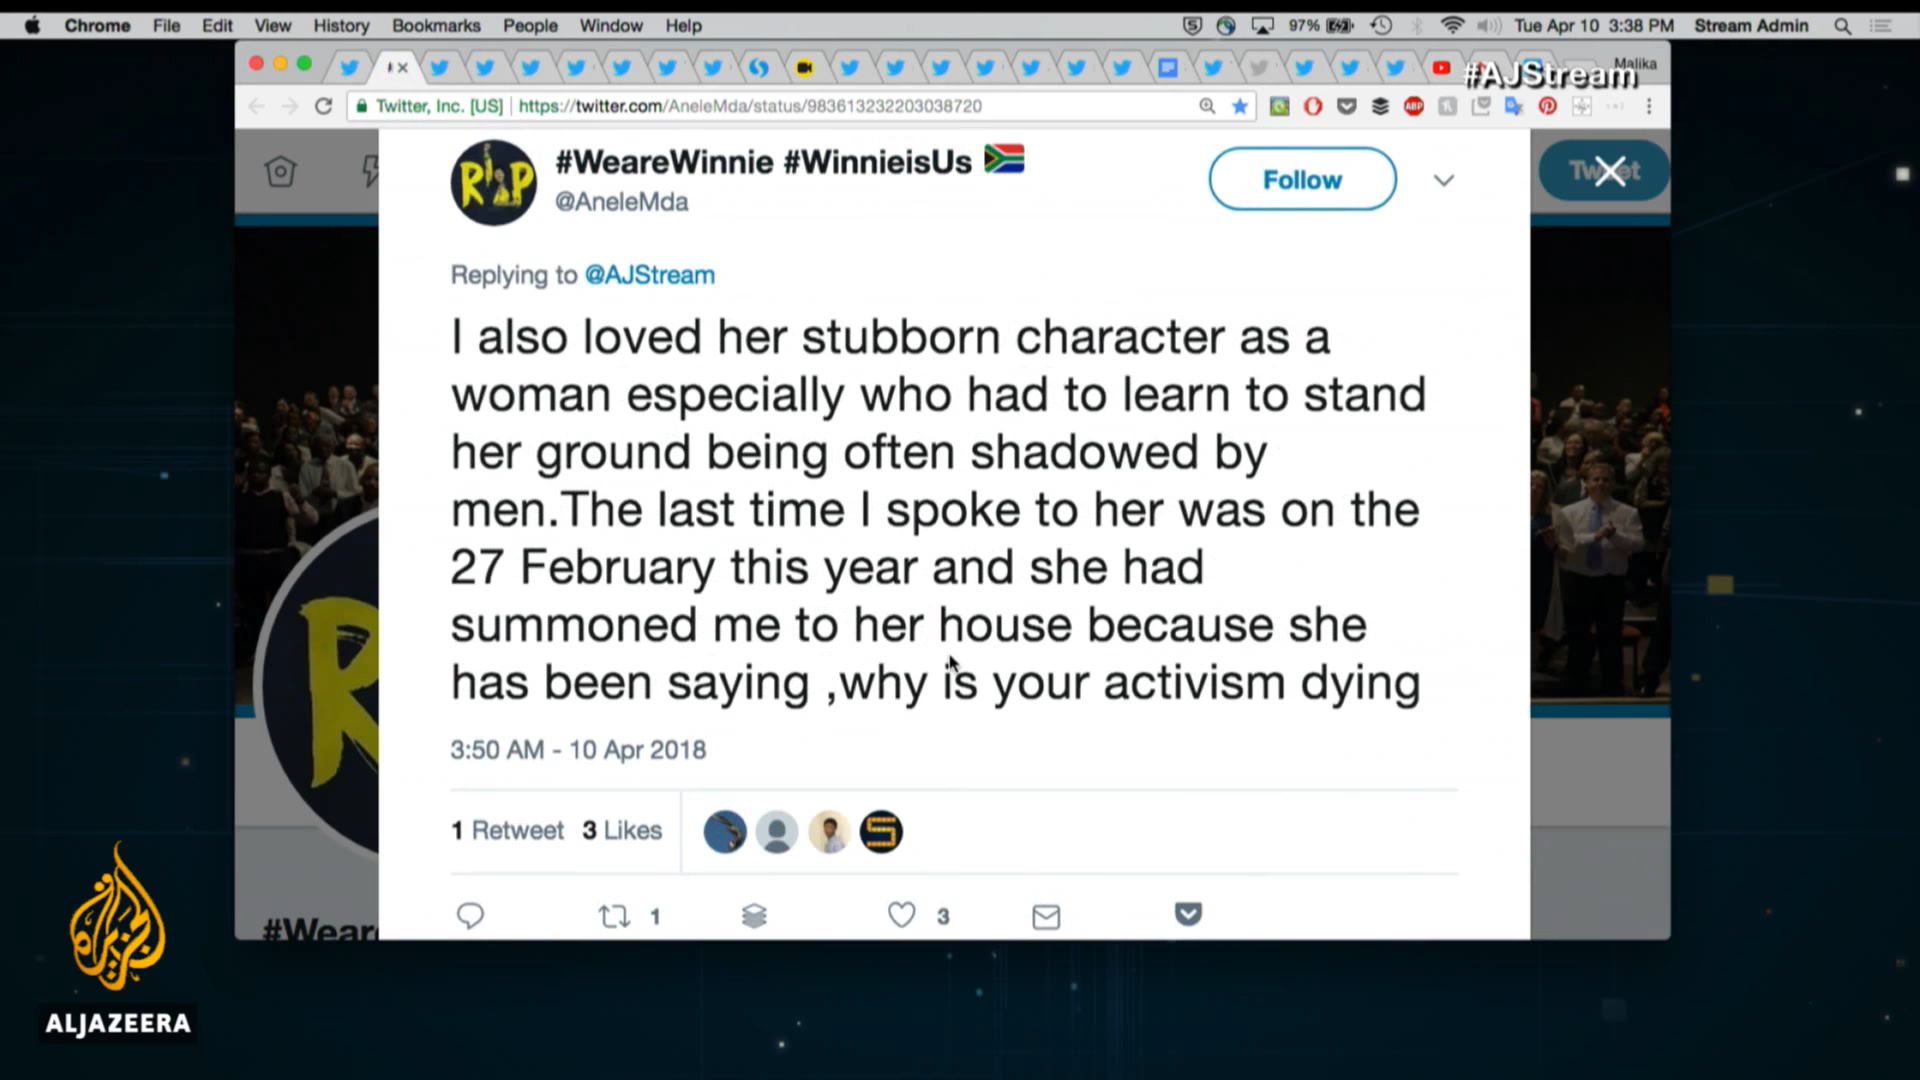 Chrome File Edit View History Bookmarks People Window Help 97% Tue Apr 10 3:38 PM Stream Admin
Malika
#AJStream
Twitter, Inc. [US] https://twitter.com/AneleMda/status/983613232203038720
ABP
RIP
#WeareWinnie #WinnieisUs
@AneleMda
Follow
Tweet
Replying to @AJStream
I also loved her stubborn character as a
woman especially who had to learn to stand
her ground being often shadowed by
men.The last time I spoke to her was on the
27 February this year and she had
summoned me to her house because she
has been saying ,why is your activism dying
3:50 AM - 10 Apr 2018
1 Retweet 3 Likes
S
1 3
#Wear
الجزيرة
ALJAZEERA